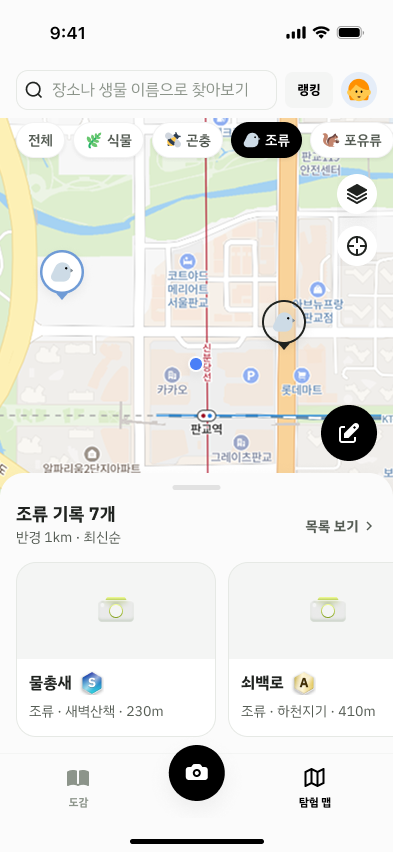 9:41
장소나 생물 이름으로 찾아보기
랭킹
전체
식물
곤충
조류
포유류
안전센터
코트야드
메리어트
서울판교
아브뉴프랑
판교점
신분당선
카카오
P
롯데마트
판교역
KT
그레이츠판교
알파리움2단지아파트
조류 기록 7개
반경 1km · 최신순
목록 보기
물총새 S
조류 · 새벽산책 · 230m
쇠백로 A
조류 · 하천지기 · 410m
도감
탐험 맵